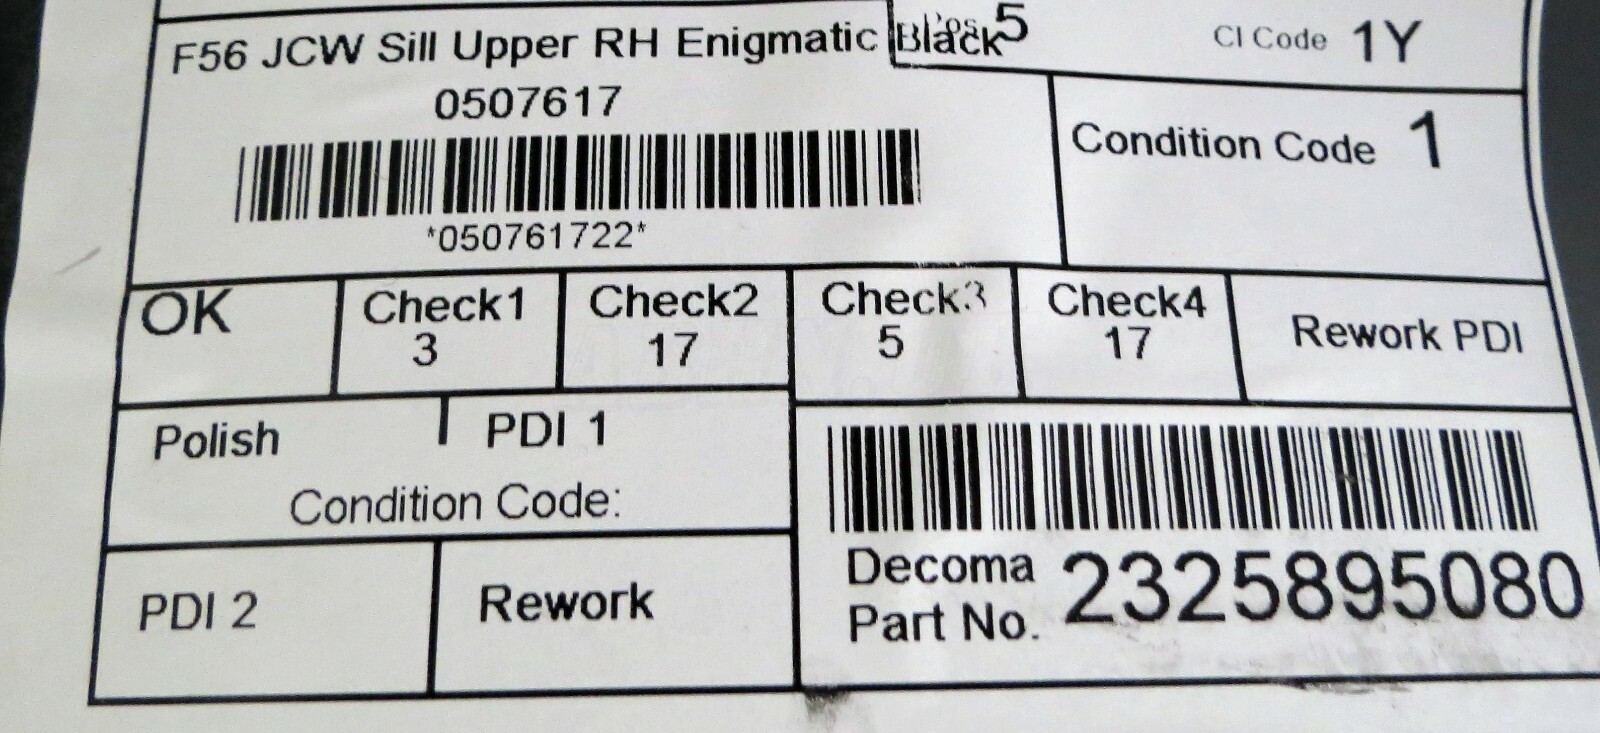 F56 JCW Sill Upper RH Enigmatic Black 5
CI Code 1Y
0507617
*050761722*
Condition Code 1
OK
Check1
3
Check2
17
Check3
5
Check4
17
Rework PDI
Polish
PDI 1
Condition Code:
PDI 2
Rework
Decoma
Part No. 2325895080